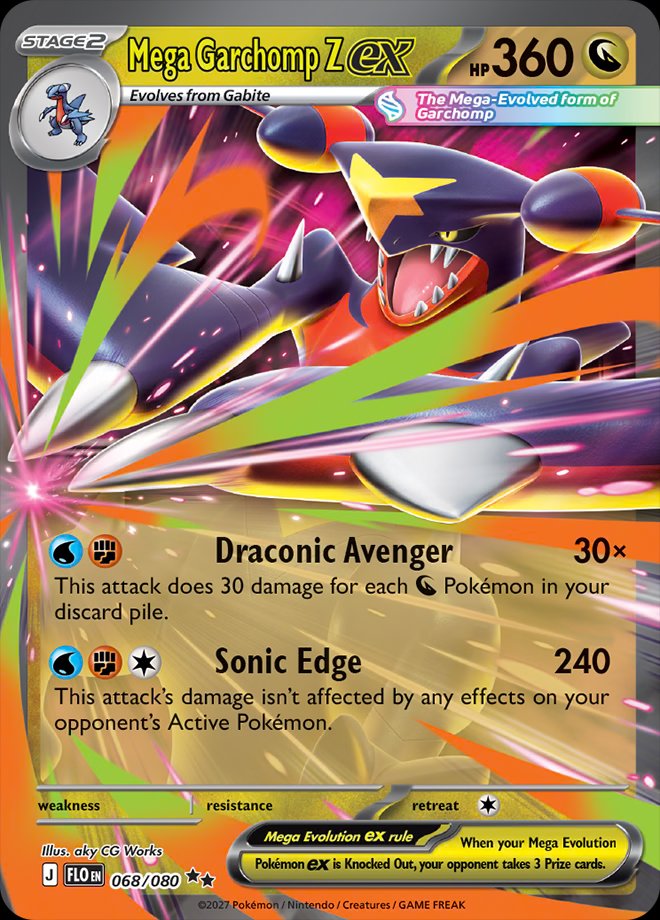 STAGE2
Mega Garchomp Z ex
HP 360
Evolves from Gabite
The Mega-Evolved form of
Garchomp
Draconic Avenger 30×
This attack does 30 damage for each Pokémon in your
discard pile.
Sonic Edge 240
This attack's damage isn't affected by any effects on your
opponent's Active Pokémon.
weakness resistance retreat
Illus. aky CG Works
Mega Evolution ex rule When your Mega Evolution
Pokémon ex is Knocked Out, your opponent takes 3 Prize cards.
J FLO EN 068/080
©2027 Pokémon / Nintendo / Creatures / GAME FREAK